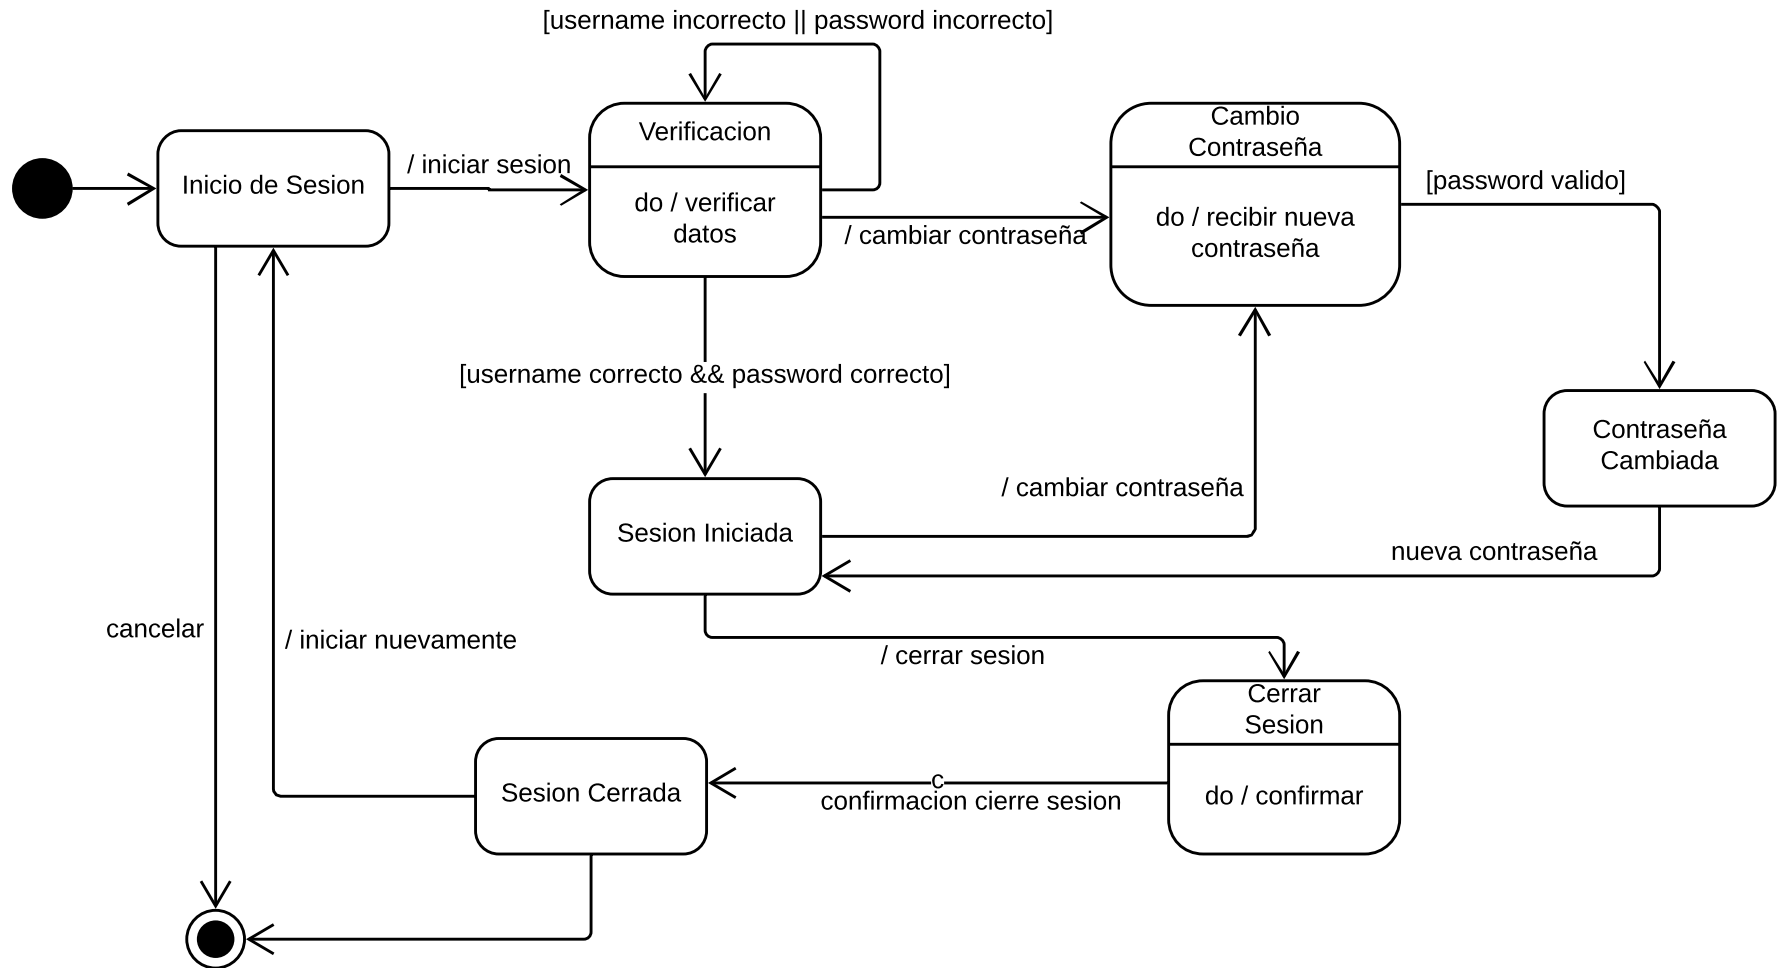 [username incorrecto || password incorrecto]
Inicio de Sesion
/ iniciar sesion
Verificacion
do / verificar
datos
/ cambiar contraseña
Cambio
Contraseña
do / recibir nueva
contraseña
[password valido]
[username correcto && password correcto]
Contraseña
Cambiada
Sesion Iniciada
/ cambiar contraseña
nueva contraseña
cancelar
/ iniciar nuevamente
/ cerrar sesion
Cerrar
Sesion
do / confirmar
Sesion Cerrada
c
confirmacion cierre sesion